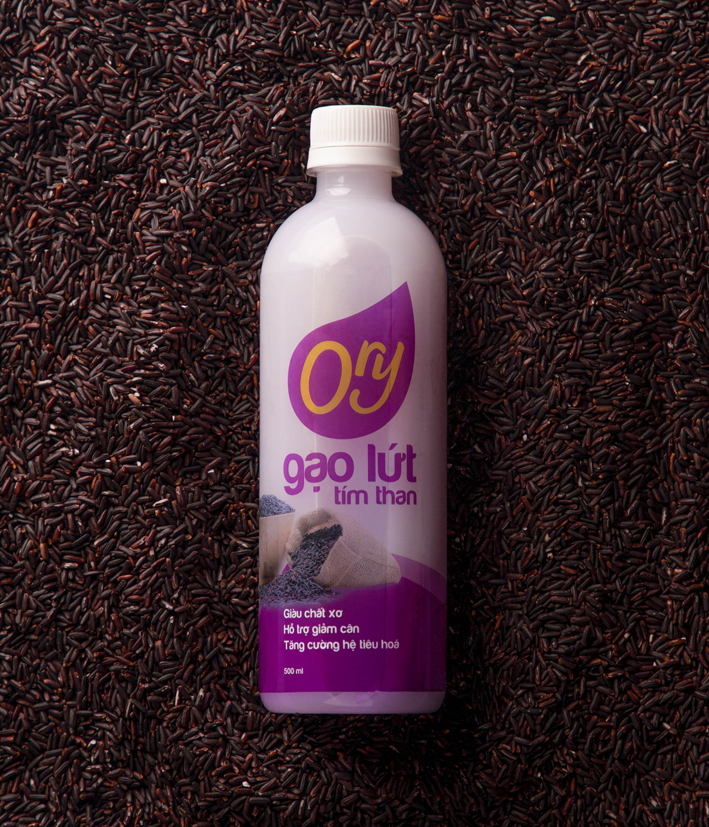 Ory
gạo lứt
tím than
Giàu chất xơ
Hỗ trợ giảm cân
Tăng cường hệ tiêu hoá
500 ml